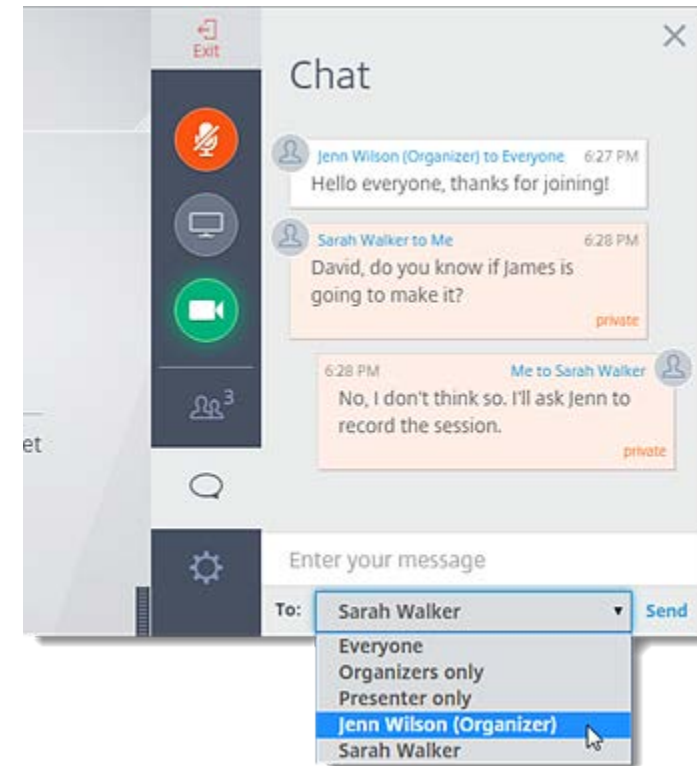 Exit
Chat
Jenn Wilson (Organizer) to Everyone 6:27 PM
Hello everyone, thanks for joining!
Sarah Walker to Me 6:28 PM
David, do you know if James is
going to make it?
private
6:28 PM Me to Sarah Walker
No, I don't think so. I'll ask Jenn to
record the session.
private
3
et
Enter your message
To: Sarah Walker Send
Everyone
Organizers only
Presenter only
Jenn Wilson (Organizer)
Sarah Walker